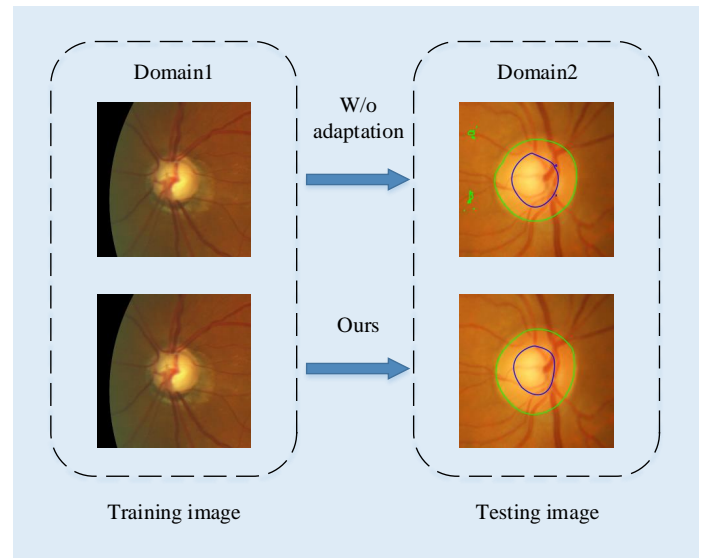 Domain1
Domain2
W/o
adaptation
Ours
Training image
Testing image